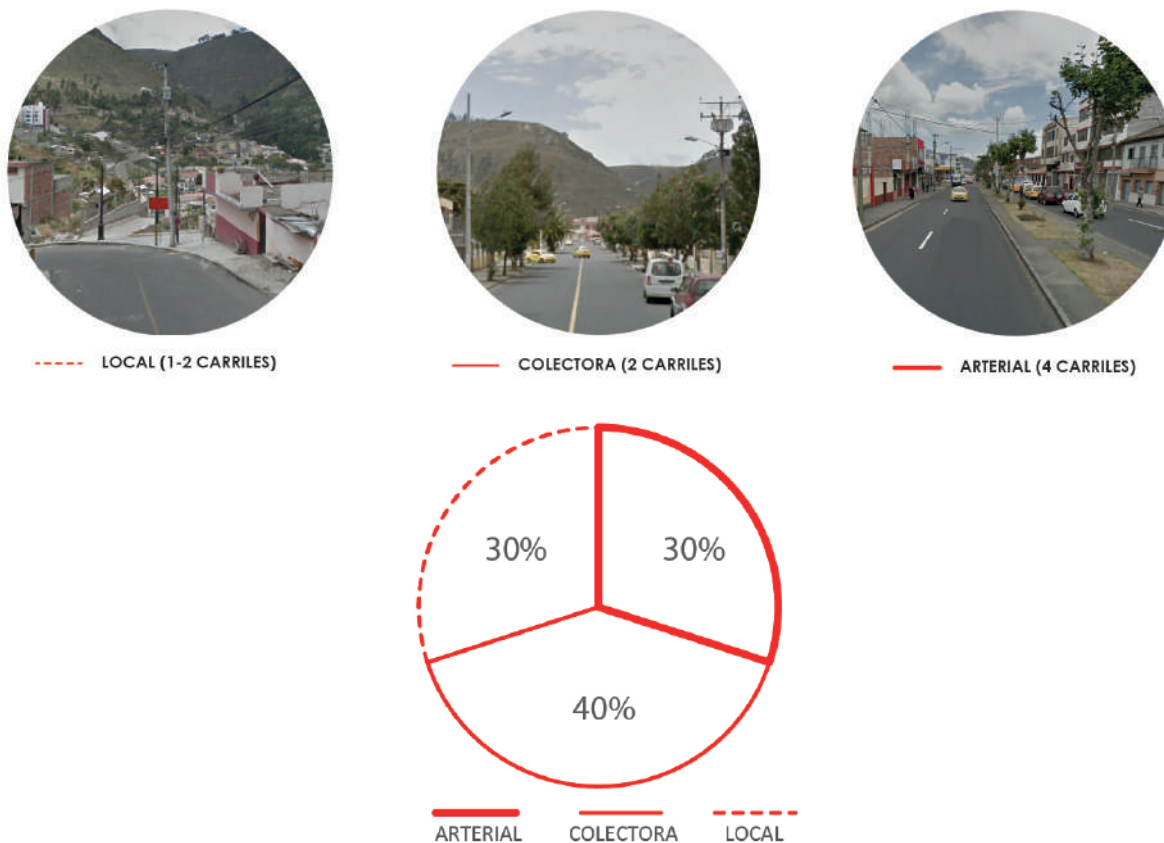 LOCAL (1-2 CARRILES)
COLECTORA (2 CARRILES)
ARTERIAL (4 CARRILES)
30%
30%
40%
ARTERIAL
COLECTORA
LOCAL